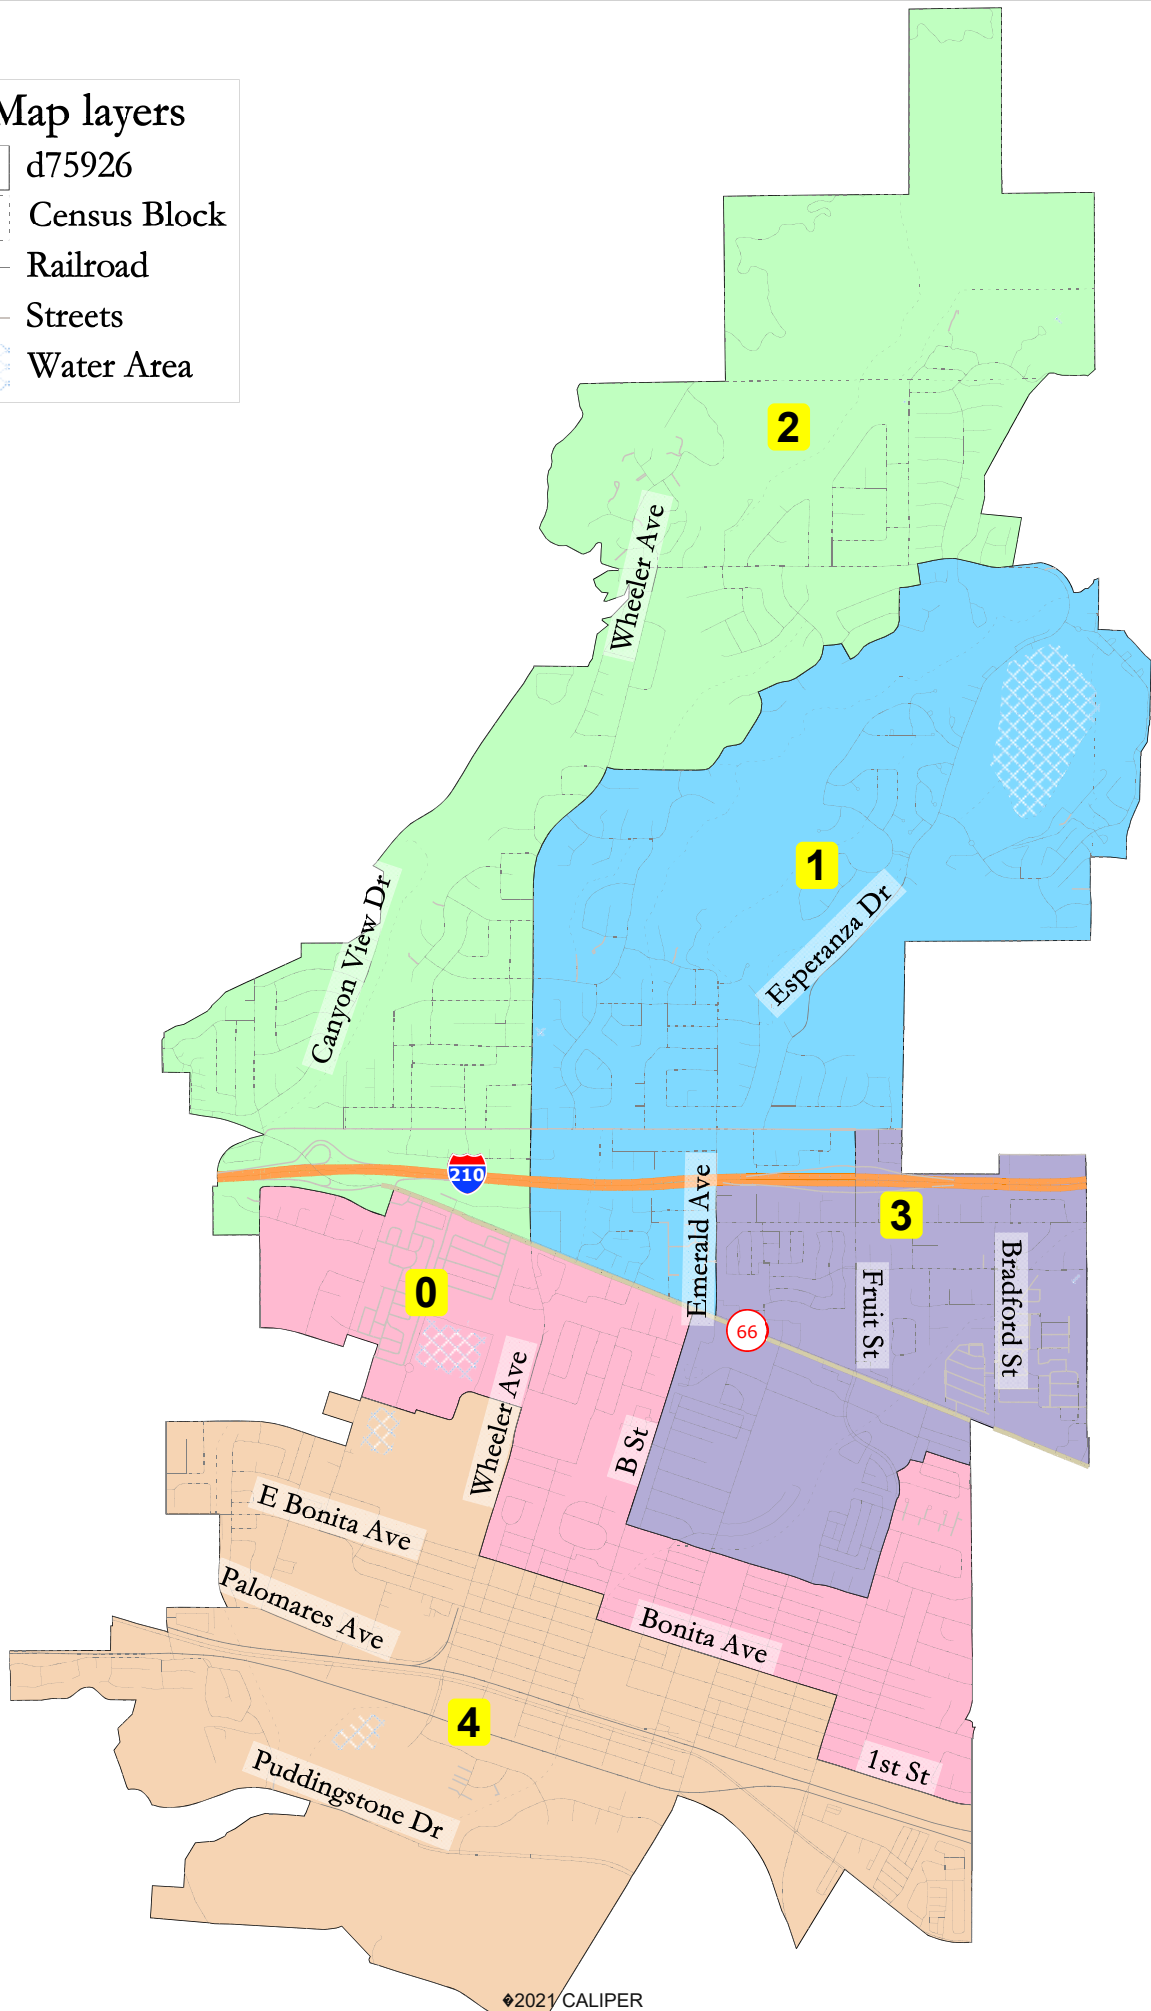 Map layers
d75926
Census Block
Railroad
Streets
Water Area
2
Wheeler Ave
1
Canyon View Dr
Esperanza Dr
210
Emerald Ave
3
Bradford St
Fruit St
0
66
Wheeler Ave
B St
E Bonita Ave
Palomares Ave
Bonita Ave
4
1st St
Puddingstone Dr
�2021 CALIPER